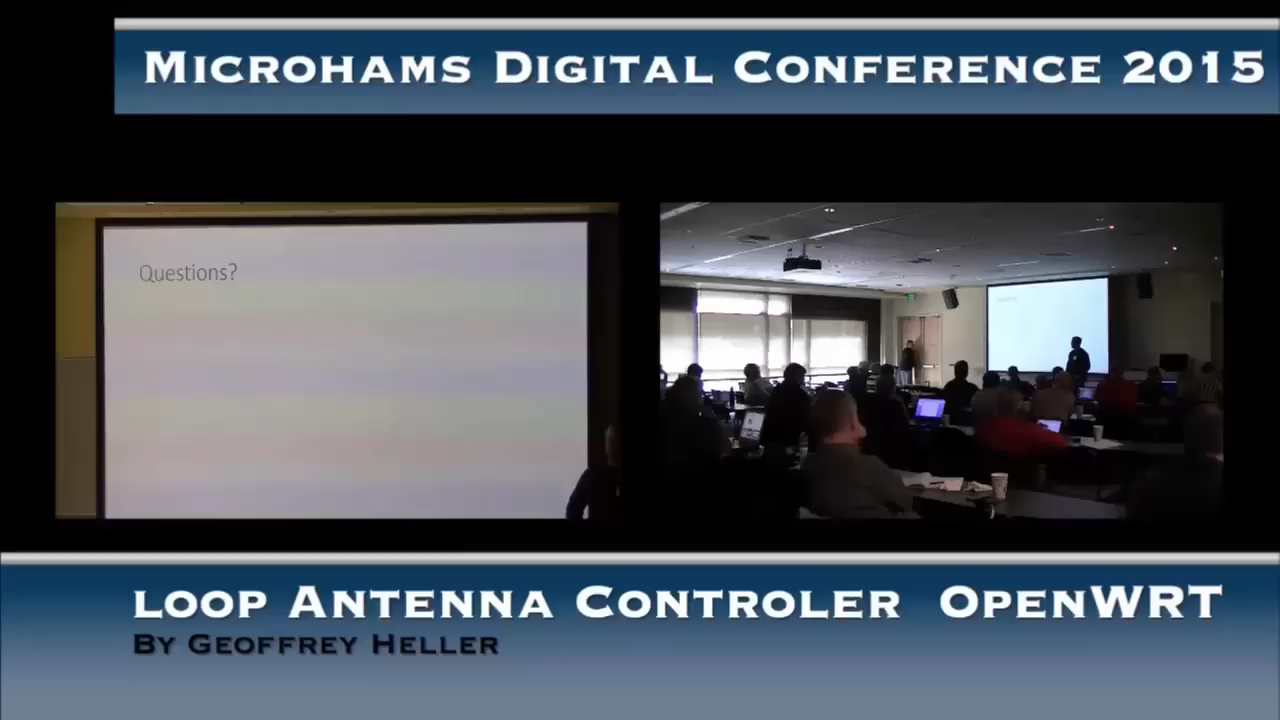 MICROHAMS DIGITAL CONFERENCE 2015
Questions?
LOOP ANTENNA CONTROLER OPENWRT
BY GEOFFREY HELLER